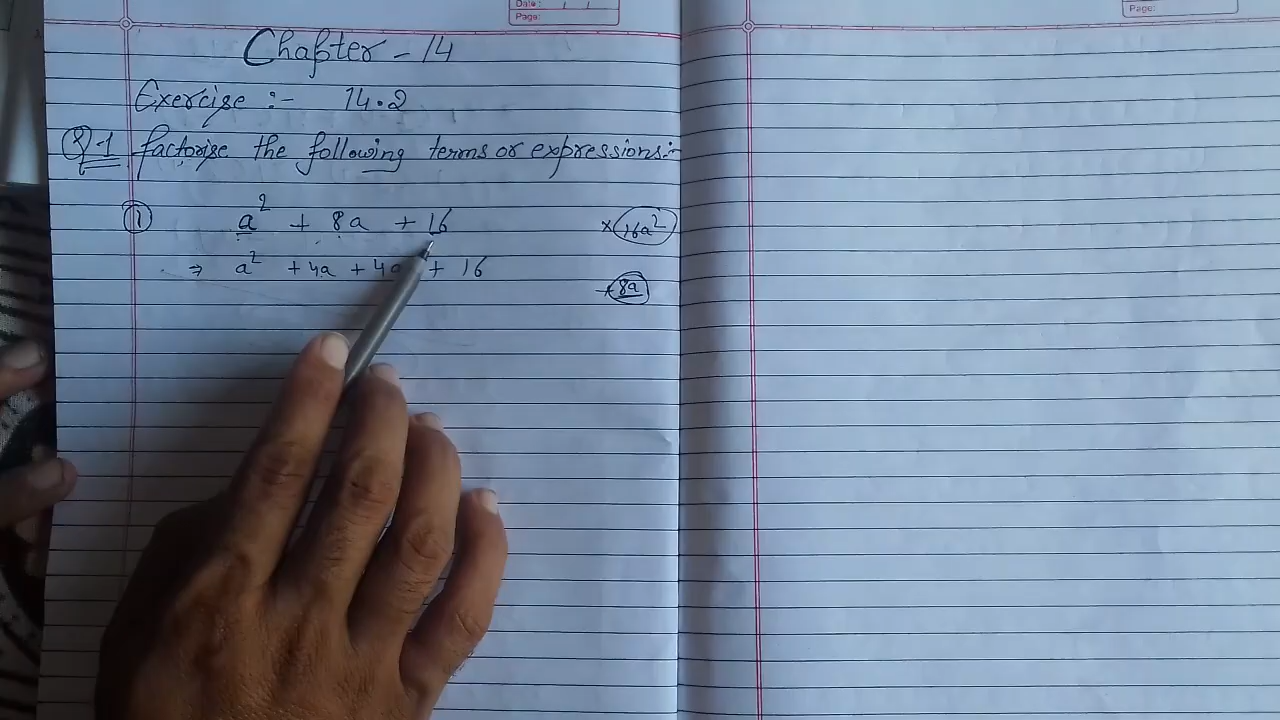 Date: / /
Page:
Page:
Chapter - 14
Exercise :- 14.2
Q-1 factorise the following terms or expressions:-
(i) a² + 8a + 16 × 16a²
⇒ a² + 4a + 4a + 16
+ 8a